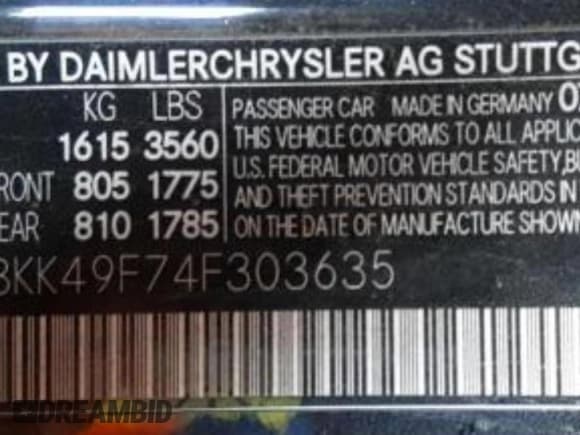 BY DAIMLERCHRYSLER AG STUTTG
KG LBS
1615 3560
RONT 805 1775
EAR 810 1785
PASSENGER CAR MADE IN GERMANY 0
THIS VEHICLE CONFORMS TO ALL APPLIC
U.S. FEDERAL MOTOR VEHICLE SAFETY,B
AND THEFT PREVENTION STANDARDS IN
ON THE DATE OF MANUFACTURE SHOWN
BKK49F74F303635
DREAMBID